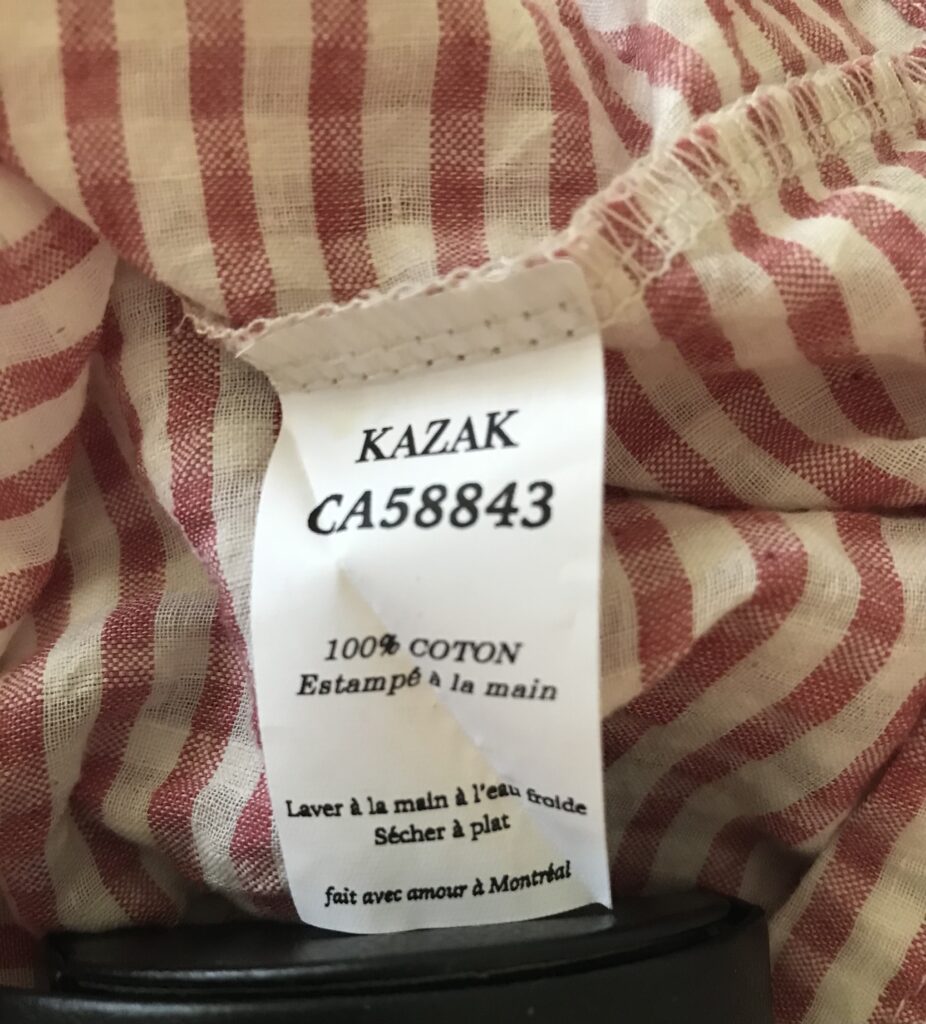 KAZAK
CA58843
100% COTON
Estampé à la main
Laver à la main à l'eau froide
Sécher à plat
fait avec amour à Montréal